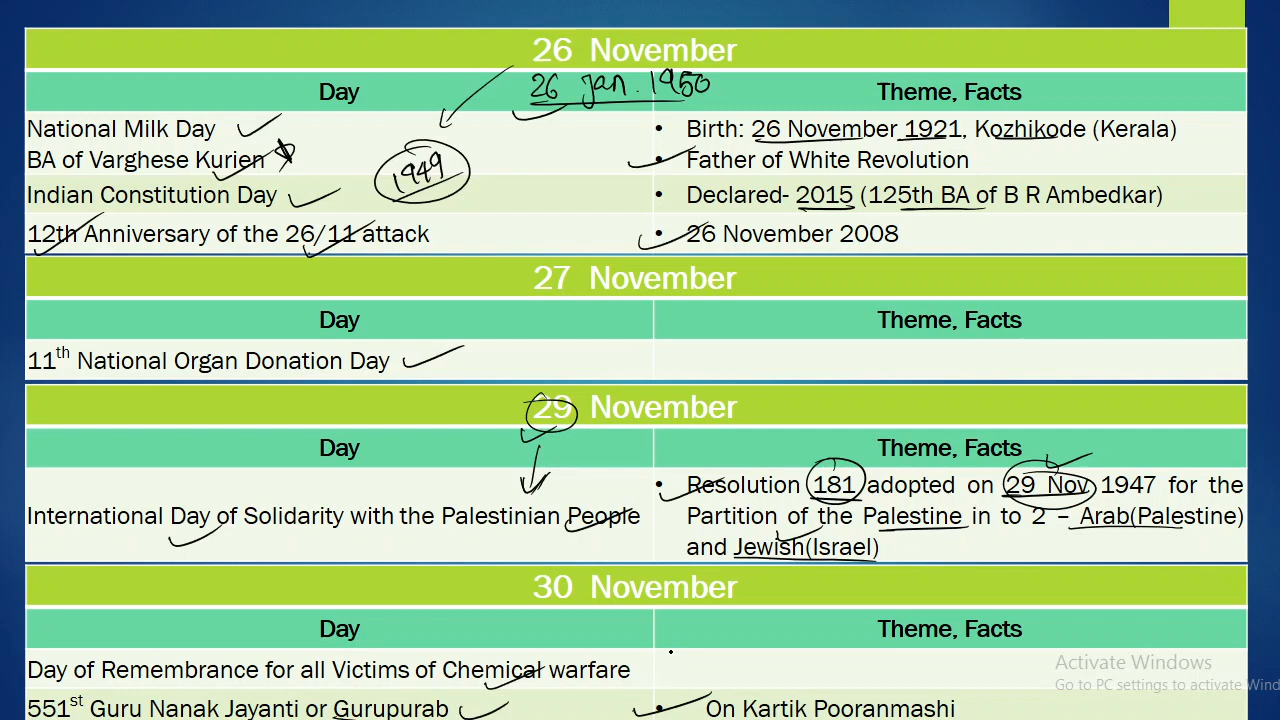 26 November
26 Jan. 1950
Day Theme, Facts
National Milk Day • Birth: 26 November 1921, Kozhikode (Kerala)
BA of Varghese Kurien • Father of White Revolution
1949
Indian Constitution Day • Declared- 2015 (125th BA of B R Ambedkar)
12th Anniversary of the 26/11 attack • 26 November 2008
27 November
Day Theme, Facts
11th National Organ Donation Day
29 November
Day Theme, Facts
International Day of Solidarity with the Palestinian People
• Resolution 181 adopted on 29 Nov 1947 for the
Partition of the Palestine in to 2 – Arab(Palestine)
and Jewish(Israel)
30 November
Day Theme, Facts
Day of Remembrance for all Victims of Chemical warfare
551st Guru Nanak Jayanti or Gurupurab • On Kartik Pooranmashi
Activate Windows
Go to PC settings to activate Wind